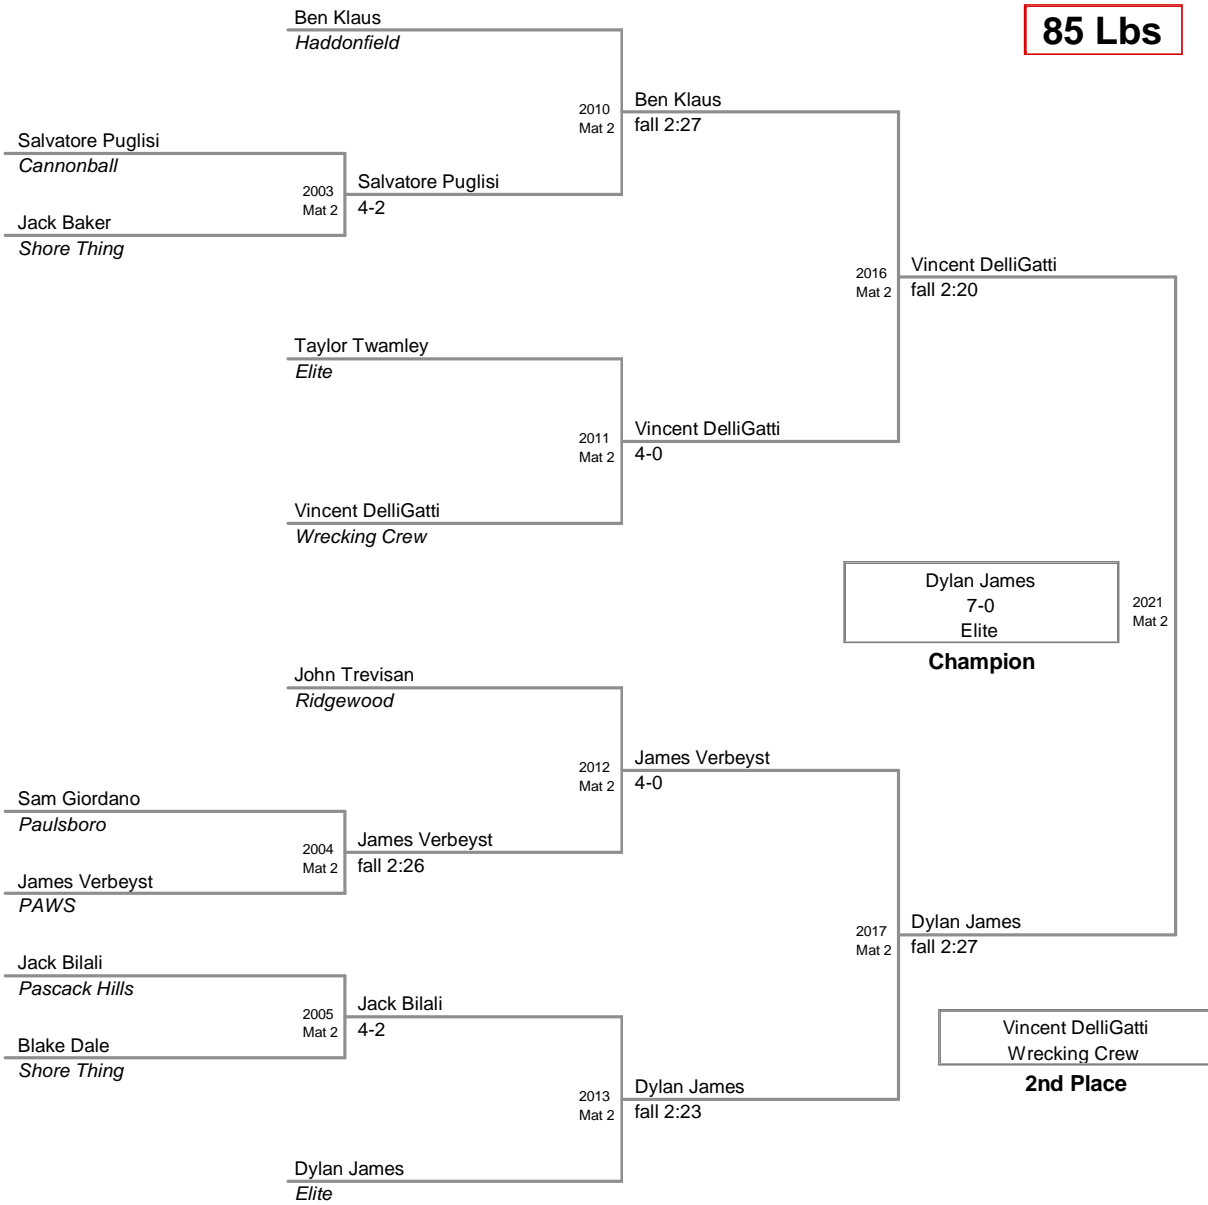 85 Lbs
Ben Klaus
Haddonfield
2010
Mat 2
Ben Klaus
fall 2:27
Salvatore Puglisi
Cannonball
2003
Mat 2
Salvatore Puglisi
4-2
Jack Baker
Shore Thing
2016
Mat 2
Vincent DelliGatti
fall 2:20
Taylor Twamley
Elite
2011
Mat 2
Vincent DelliGatti
4-0
Vincent DelliGatti
Wrecking Crew
Dylan James
7-0
Elite
Champion
2021
Mat 2
John Trevisan
Ridgewood
2012
Mat 2
James Verbeyst
4-0
Sam Giordano
Paulsboro
2004
Mat 2
James Verbeyst
fall 2:26
James Verbeyst
PAWS
2017
Mat 2
Dylan James
fall 2:27
Jack Bilali
Pascack Hills
2005
Mat 2
Jack Bilali
4-2
Blake Dale
Shore Thing
Vincent DelliGatti
Wrecking Crew
2nd Place
2013
Mat 2
Dylan James
fall 2:23
Dylan James
Elite